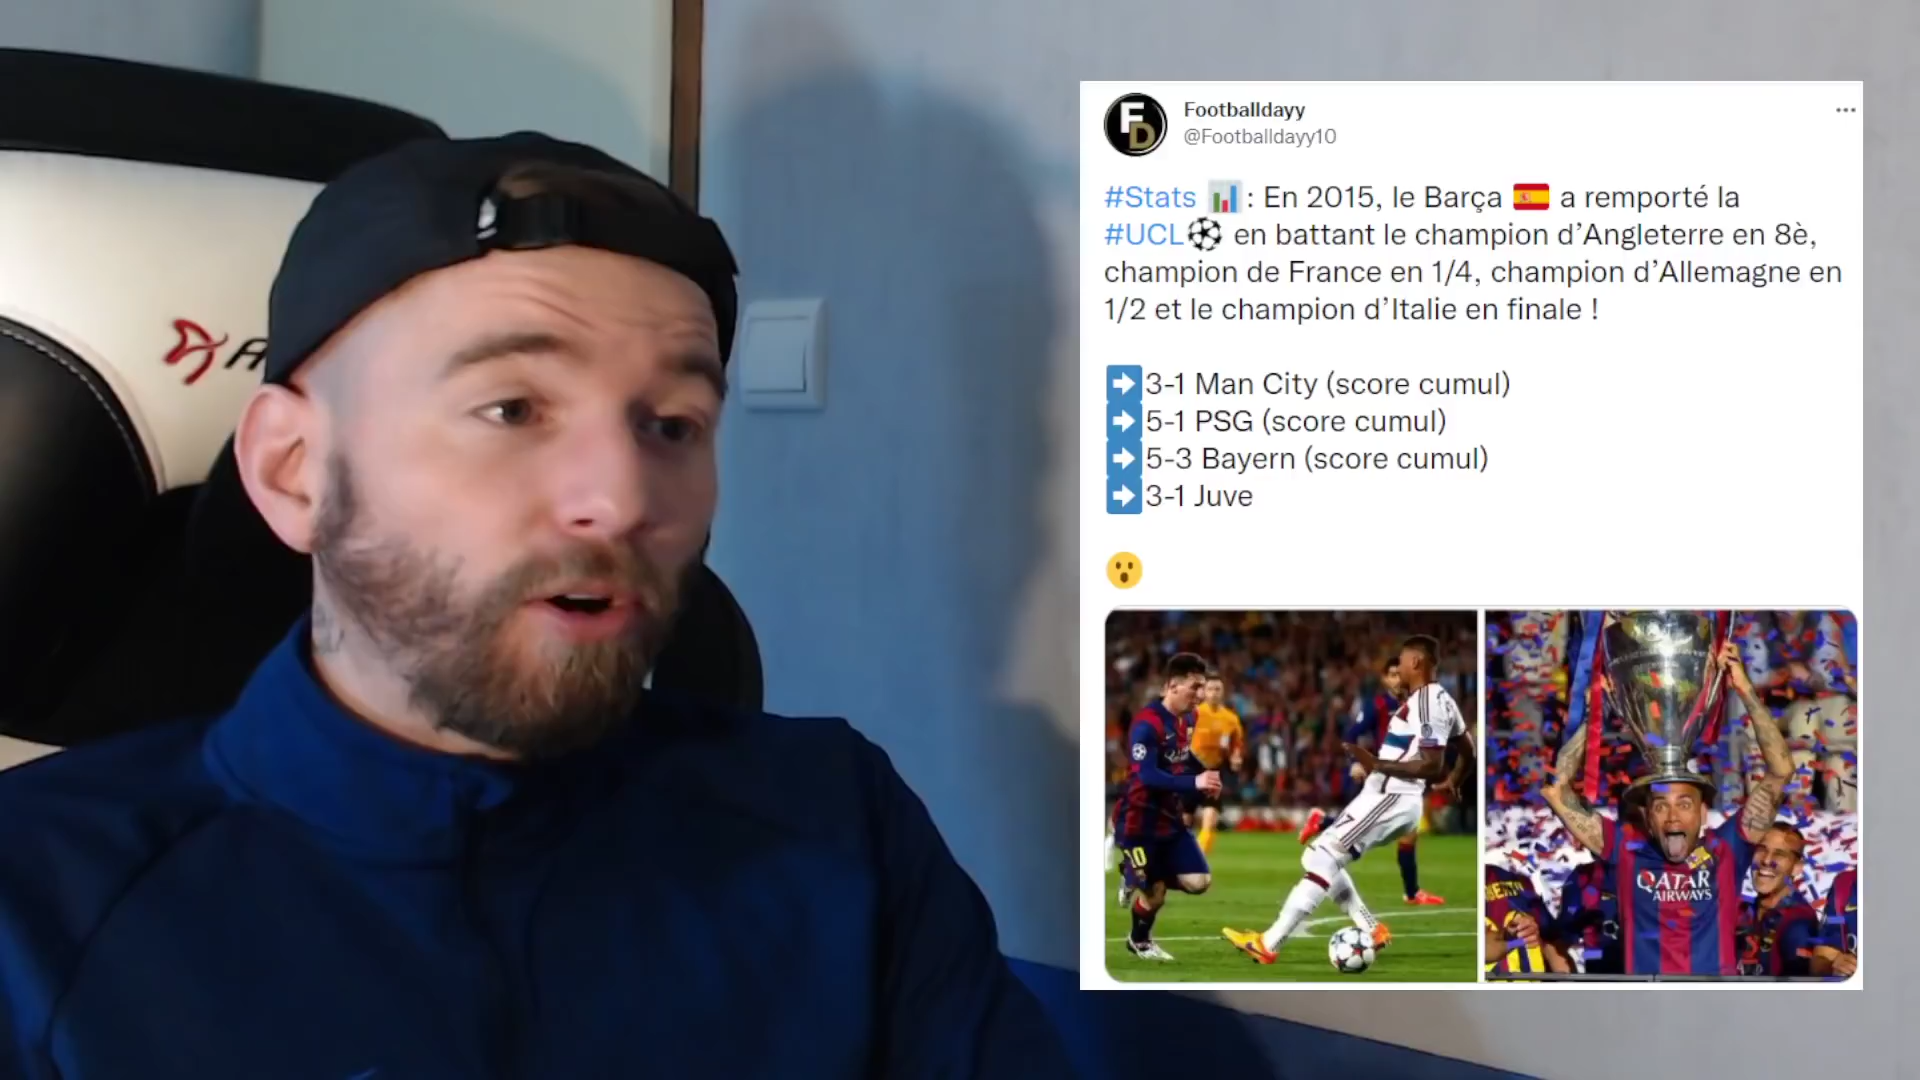 Footballdayy
@Footballdayy10
#Stats 📊 : En 2015, le Barça 🇪🇸 a remporté la
#UCL⚽ en battant le champion d’Angleterre en 8è,
champion de France en 1/4, champion d’Allemagne en
1/2 et le champion d’Italie en finale !
➡3-1 Man City (score cumul)
➡5-1 PSG (score cumul)
➡5-3 Bayern (score cumul)
➡3-1 Juve
😮
FD
10
QATAR
AIRWAYS